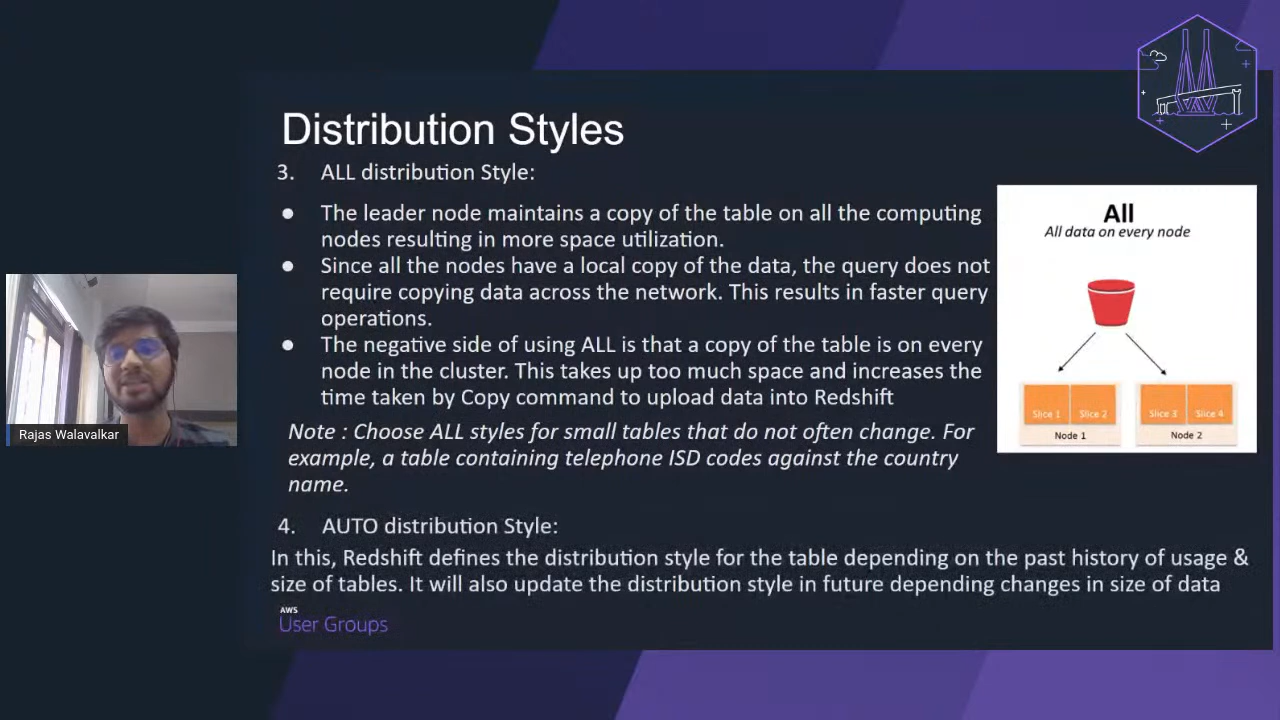 Distribution Styles
3. ALL distribution Style:
● The leader node maintains a copy of the table on all the computing
nodes resulting in more space utilization.
● Since all the nodes have a local copy of the data, the query does not
require copying data across the network. This results in faster query
operations.
● The negative side of using ALL is that a copy of the table is on every
node in the cluster. This takes up too much space and increases the
time taken by Copy command to upload data into Redshift
Note : Choose ALL styles for small tables that do not often change. For
example, a table containing telephone ISD codes against the country
name.
4. AUTO distribution Style:
In this, Redshift defines the distribution style for the table depending on the past history of usage &
size of tables. It will also update the distribution style in future depending changes in size of data
AWS
User Groups
All
All data on every node
Slice 1 Slice 2 Slice 3 Slice 4
Node 1 Node 2
Rajas Walavalkar